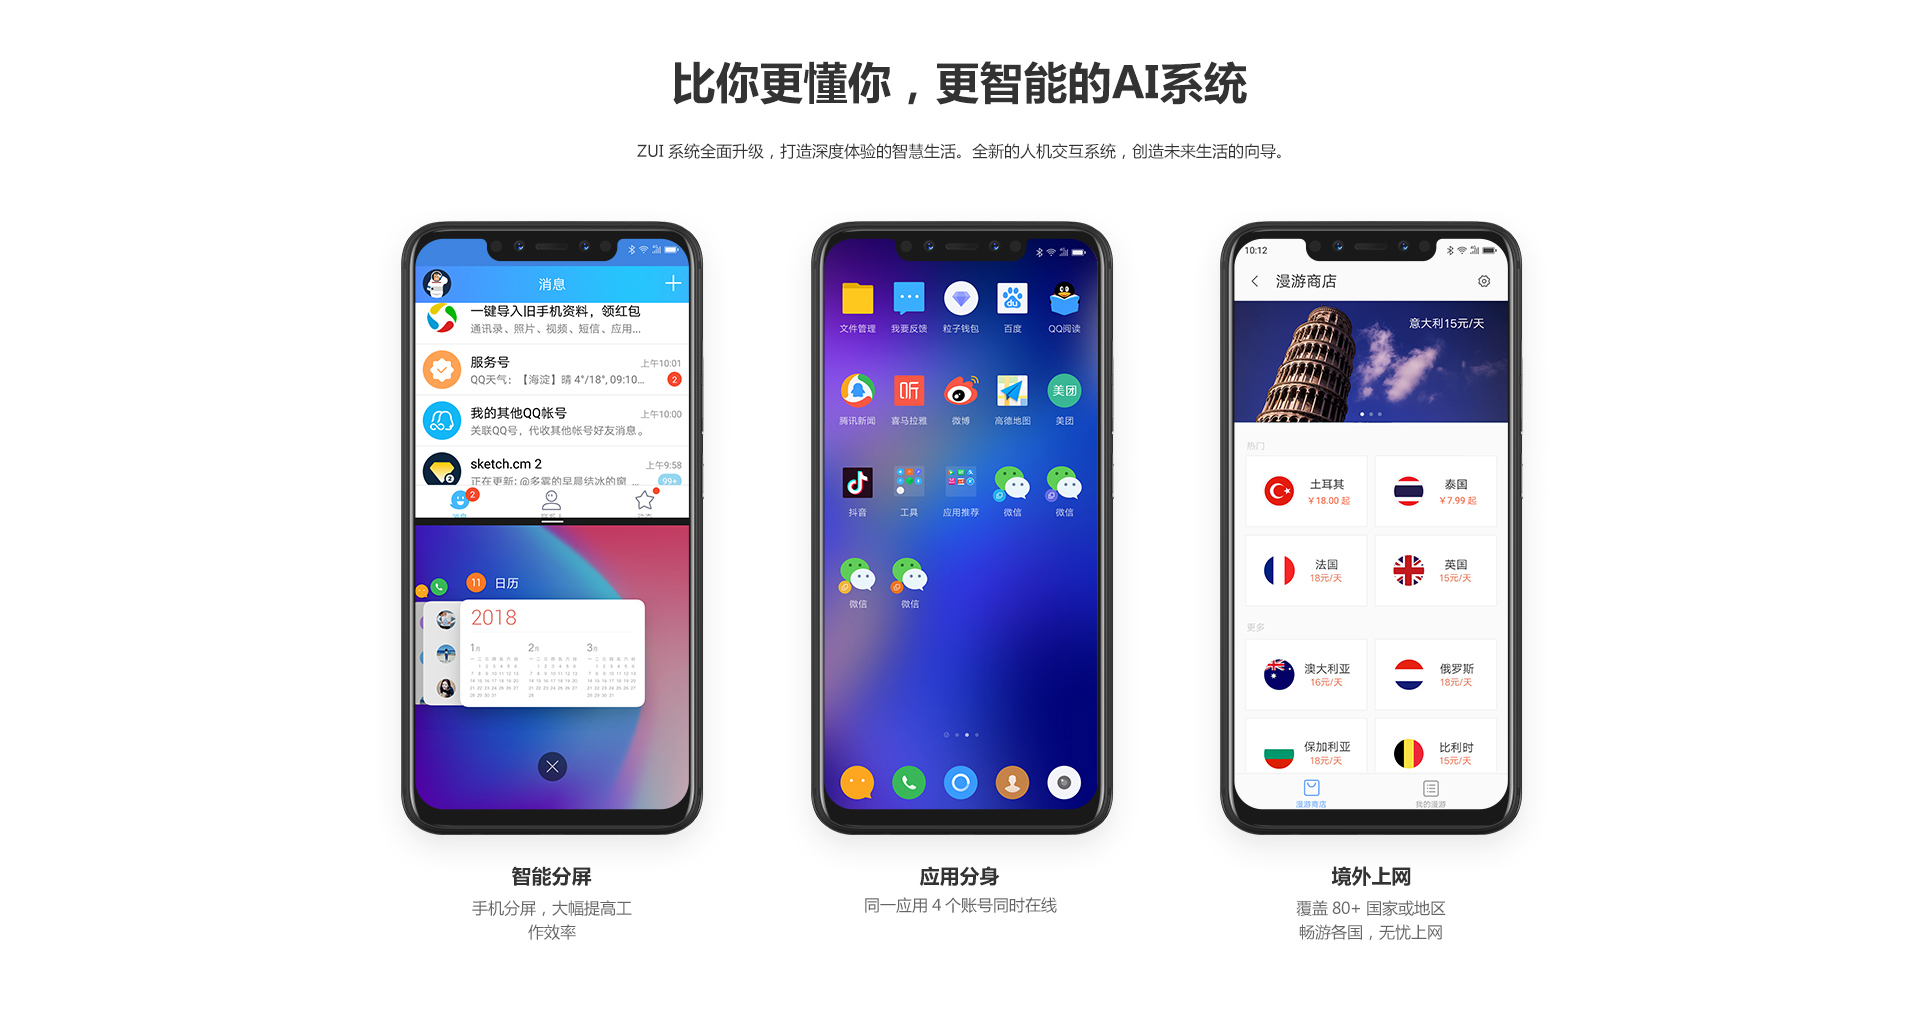 比你更懂你，更智能的AI系统
ZUI 系统全面升级，打造深度体验的智慧生活。全新的人机交互系统，创造未来生活的向导。
消息
一键导入旧手机资料，领红包
通讯录、照片、视频、短信、应用...
服务号
上午10:01
QQ天气：【海淀】晴 4°/18°, 09:10...
2
我的其他QQ帐号
上午10:00
关联QQ号，代收其他帐号好友消息。
sketch.cm 2
上午9:58
正在更新: @多雾的早晨结冰的窗 ...
99+
2
消息
11 日历
2018
1月 2月 3月
文件管理 我要反馈 粒子钱包 百度 QQ阅读
腾讯新闻 喜马拉雅 微博 高德地图 美团
抖音 工具 应用推荐 微信 微信
微信 微信
du
听
美团
10:12
漫游商店
意大利15元/天
热门
土耳其
￥18.00 起
泰国
￥7.99 起
法国
18元/天
英国
15元/天
更多
澳大利亚
16元/天
俄罗斯
18元/天
保加利亚
18元/天
比利时
15元/天
漫游商店
我的漫游
智能分屏
手机分屏，大幅提高工
作效率
应用分身
同一应用 4 个账号同时在线
境外上网
覆盖 80+ 国家或地区
畅游各国，无忧上网